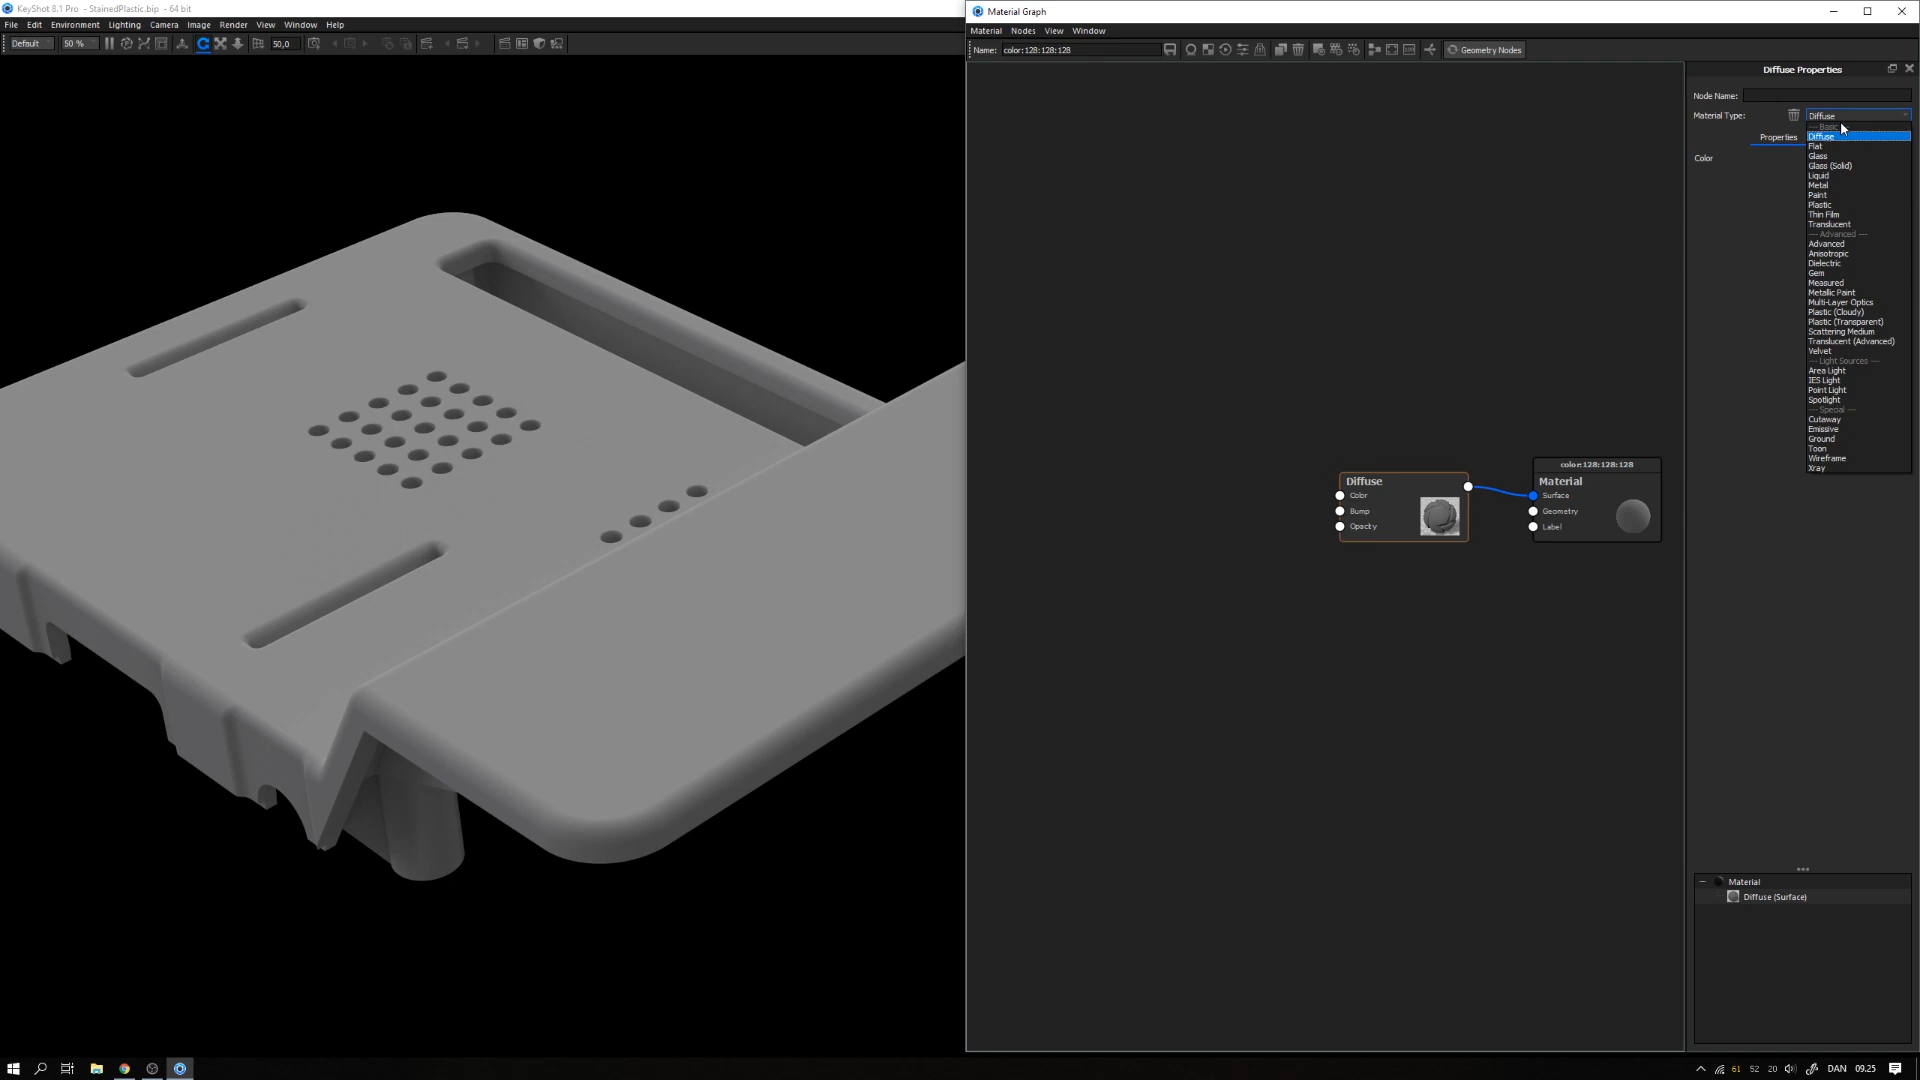 KeyShot 8.1 Pro - StainedPlastic.bip - 64 bit
File Edit Environment Lighting Camera Image Render View Window Help
Default 50 % 50,0
Material Graph
Material Nodes View Window
Name: color:128:128:128 Geometry Nodes
Diffuse Properties
Node Name:
Material Type: Diffuse
--- Basic ---
Properties
Diffuse
Flat
Color
Glass
Glass (Solid)
Liquid
Metal
Paint
Plastic
Thin Film
Translucent
--- Advanced ---
Advanced
Anisotropic
Dielectric
Gem
Measured
Metallic Paint
Multi-Layer Optics
Plastic (Cloudy)
Plastic (Transparent)
Scattering Medium
Translucent (Advanced)
Velvet
--- Light Sources ---
Area Light
IES Light
Point Light
Spotlight
--- Special ---
Cutaway
Emissive
Ground
Toon
Wireframe
Xray
Diffuse
Color
Bump
Opacity
color:128:128:128
Material
Surface
Geometry
Label
Material
Diffuse (Surface)
61 52 20 DAN 09.25